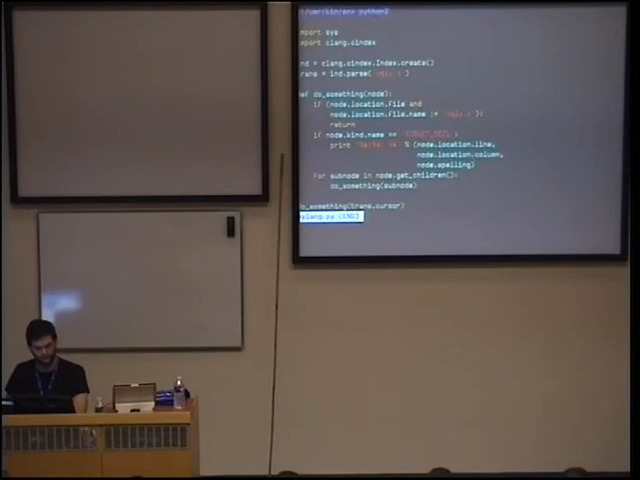 /usr/bin/env python2
import sys
import clang.cindex
ind = clang.cindex.Index.create()
trans = ind.parse(
def do_something(node):
if (node.location.file and
node.location.file.name !=
return
if node.kind.name ==
print % (node.location.line,
node.location.column,
node.spelling)
for subnode in node.get_children():
do_something(subnode)
do_something(trans.cursor)
(END)